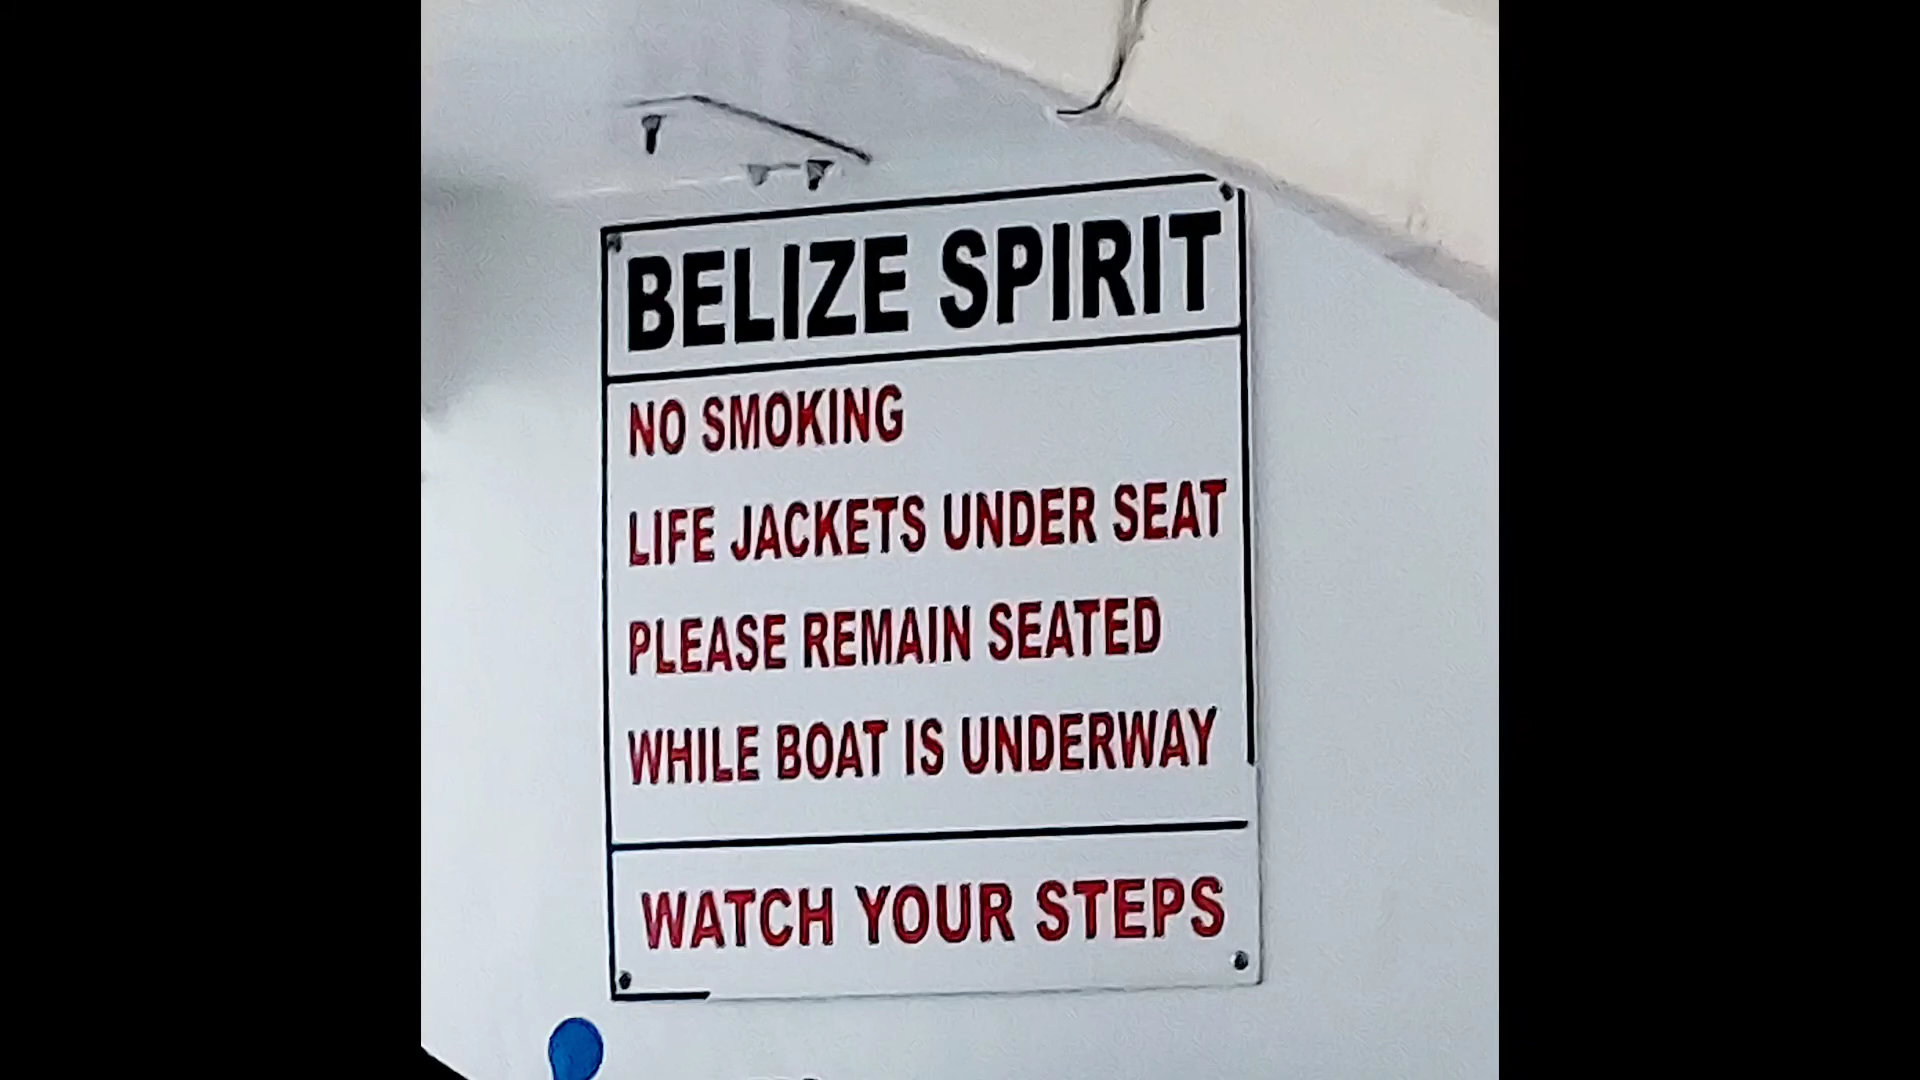 BELIZE SPIRIT
NO SMOKING
LIFE JACKETS UNDER SEAT
PLEASE REMAIN SEATED
WHILE BOAT IS UNDERWAY
WATCH YOUR STEPS